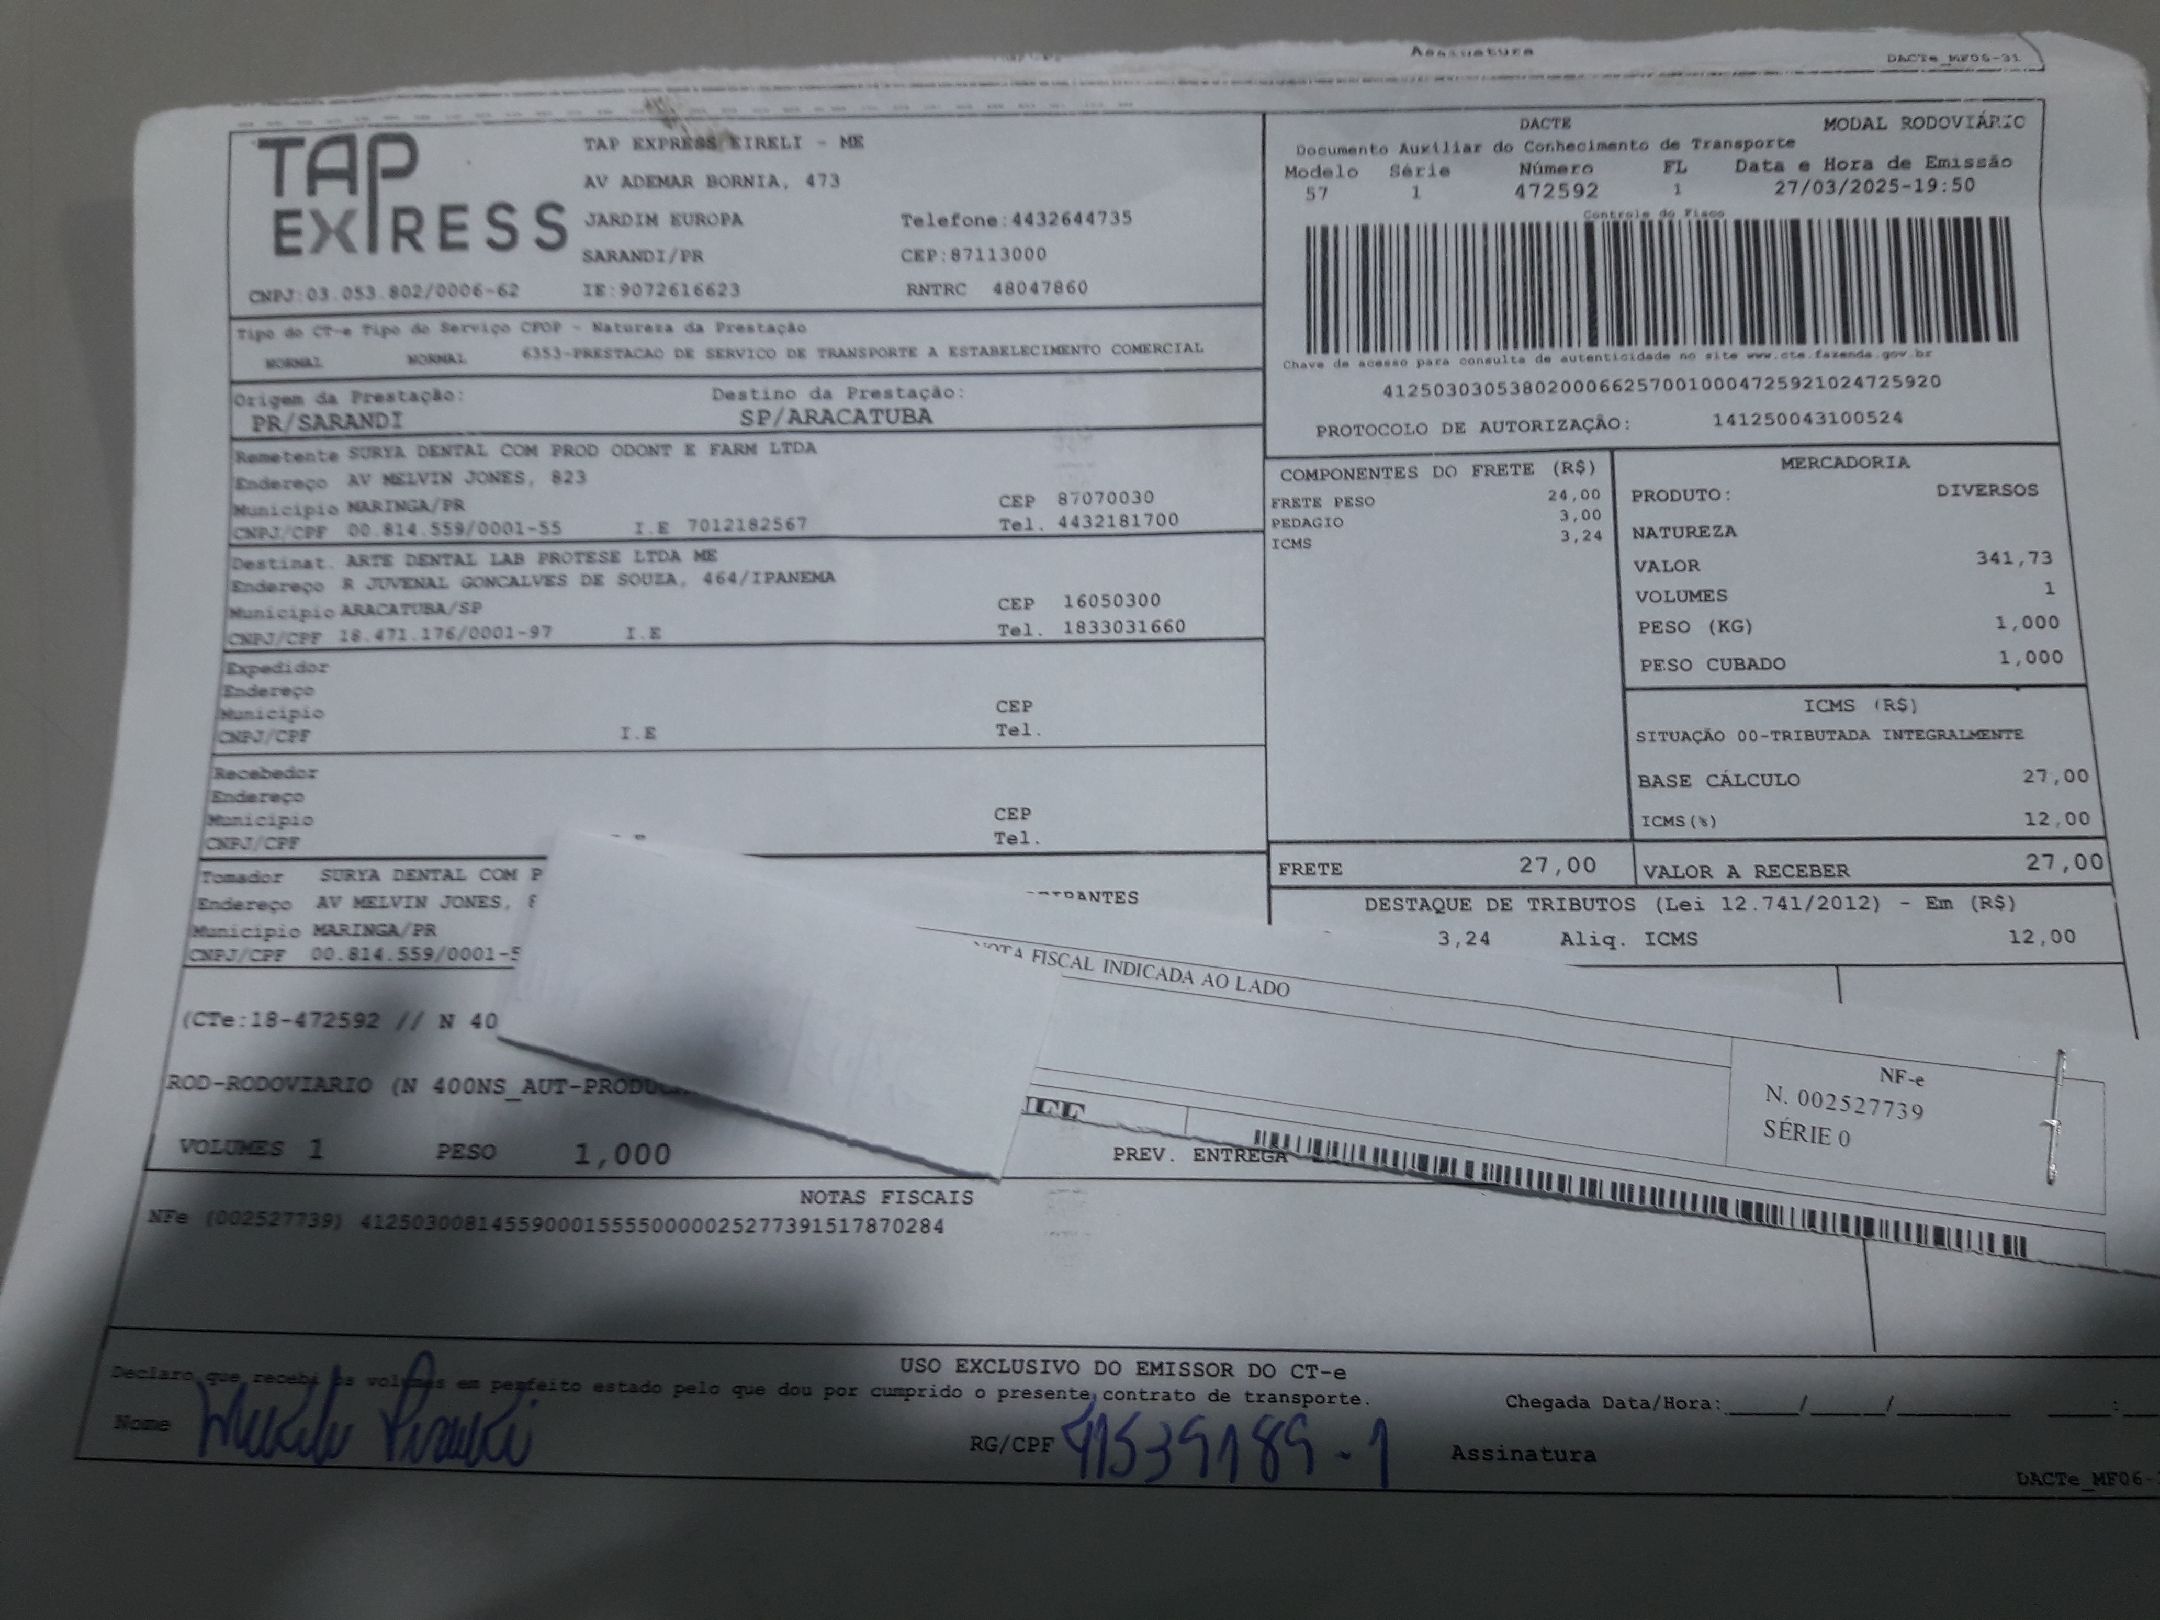 Assinatura
DACTe_MF06-31
TAP EXPRESS
TAP EXPRESS EIRELI - ME
AV ADEMAR BORNIA, 473
JARDIM EUROPA Telefone:4432644735
SARANDI/PR CEP:87113000
CNPJ:03.053.802/0006-62 IE:9072616623 RNTRC 48047860
DACTE MODAL RODOVIÁRIO
Documento Auxiliar do Conhecimento de Transporte
Modelo Série Número FL Data e Hora de Emissão
57 1 472592 1 27/03/2025-19:50
Controle do Fisco
Chave de acesso para consulta de autenticidade no site www.cte.fazenda.gov.br
41250303053802000662570010004725921024725920
PROTOCOLO DE AUTORIZAÇÃO: 141250043100524
Tipo do CT-e Tipo do Serviço CFOP - Natureza da Prestação
NORMAL NORMAL 6353-PRESTACAO DE SERVICO DE TRANSPORTE A ESTABELECIMENTO COMERCIAL
Origem da Prestação: Destino da Prestação:
PR/SARANDI SP/ARACATUBA
Remetente SURYA DENTAL COM PROD ODONT E FARM LTDA
Endereço AV MELVIN JONES, 823
Município MARINGA/PR CEP 87070030
CNPJ/CPF 00.814.559/0001-55 I.E 7012182567 Tel. 4432181700
Destinat. ARTE DENTAL LAB PROTESE LTDA ME
Endereço R JUVENAL GONCALVES DE SOUZA, 464/IPANEMA
Município ARACATUBA/SP CEP 16050300
CNPJ/CPF 18.471.176/0001-97 I.E Tel. 1833031660
Expedidor
Endereço
Município CEP
CNPJ/CPF I.E Tel.
Recebedor
Endereço
Município CEP
CNPJ/CPF Tel.
Tomador SURYA DENTAL COM P
Endereço AV MELVIN JONES,
Município MARINGA/PR
CNPJ/CPF 00.814.559/0001-5
COMPONENTES DO FRETE (R$)
FRETE PESO 24,00
PEDAGIO 3,00
ICMS 3,24
FRETE 27,00
MERCADORIA
PRODUTO: DIVERSOS
NATUREZA
VALOR 341,73
VOLUMES 1
PESO (KG) 1,000
PESO CUBADO 1,000
ICMS (R$)
SITUAÇÃO 00-TRIBUTADA INTEGRALMENTE
BASE CÁLCULO 27,00
ICMS(%) 12,00
VALOR A RECEBER 27,00
DESTAQUE DE TRIBUTOS (Lei 12.741/2012) - Em (R$)
3,24 Aliq. ICMS 12,00
FISCAL INDICADA AO LADO
NF-e
N. 002527739
SÉRIE 0
(CTe:18-472592 // N 40
ROD-RODOVIARIO (N 400NS_AUT-PRODU
VOLUMES 1 PESO 1,000 PREV. ENTREGA
NOTAS FISCAIS
NFe (002527739) 41250300814559000155550000025277391517870284
USO EXCLUSIVO DO EMISSOR DO CT-e
Declaro que recebi os volumes em perfeito estado pelo que dou por cumprido o presente contrato de transporte.
Chegada Data/Hora:_____/_____/________ ____:
Nome RG/CPF 41539189-1 Assinatura
DACTe_MF06-